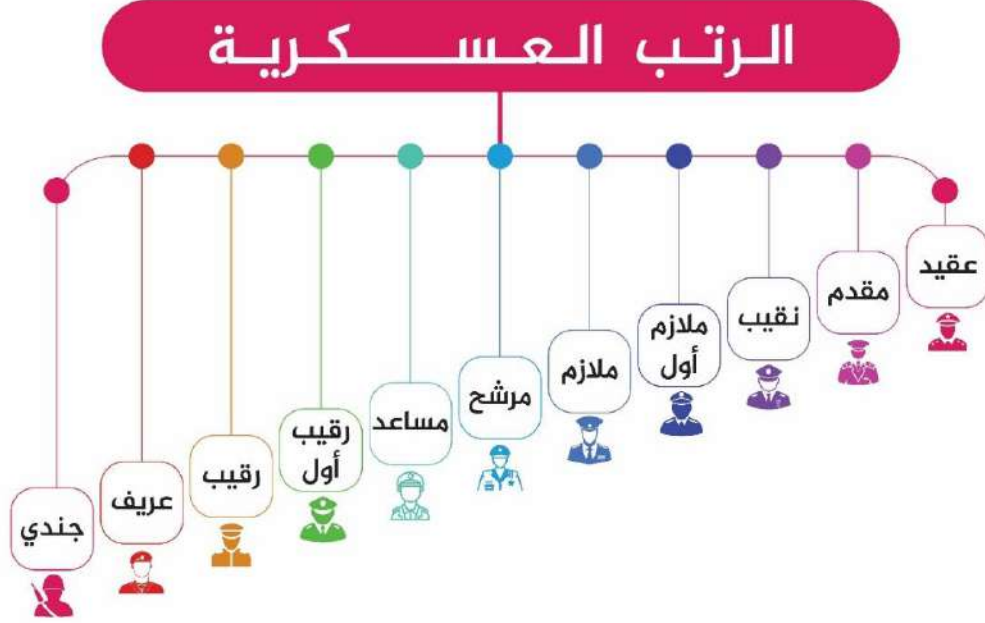 الرتب العسكرية
عقيد
مقدم
نقيب
ملازم
أول
ملازم
مرشح
مساعد
رقيب
أول
رقيب
عريف
جندي